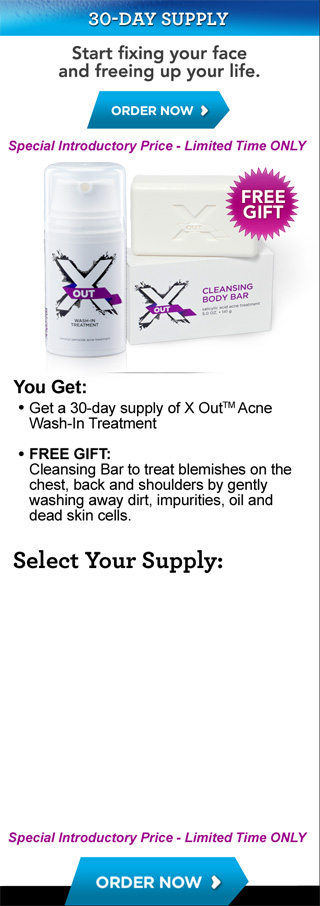 30-DAY SUPPLY
Start fixing your face
and freeing up your life.
ORDER NOW
Special Introductory Price - Limited Time ONLY
FREE
GIFT
X
OUT
WASH-IN
TREATMENT
X
OUT
CLEANSING
BODY BAR
salicylic acid acne treatment
5.0 OZ. • 141 g
You Get:
• Get a 30-day supply of X Out™ Acne
Wash-In Treatment
• FREE GIFT:
Cleansing Bar to treat blemishes on the
chest, back and shoulders by gently
washing away dirt, impurities, oil and
dead skin cells.
Select Your Supply:
Special Introductory Price - Limited Time ONLY
ORDER NOW